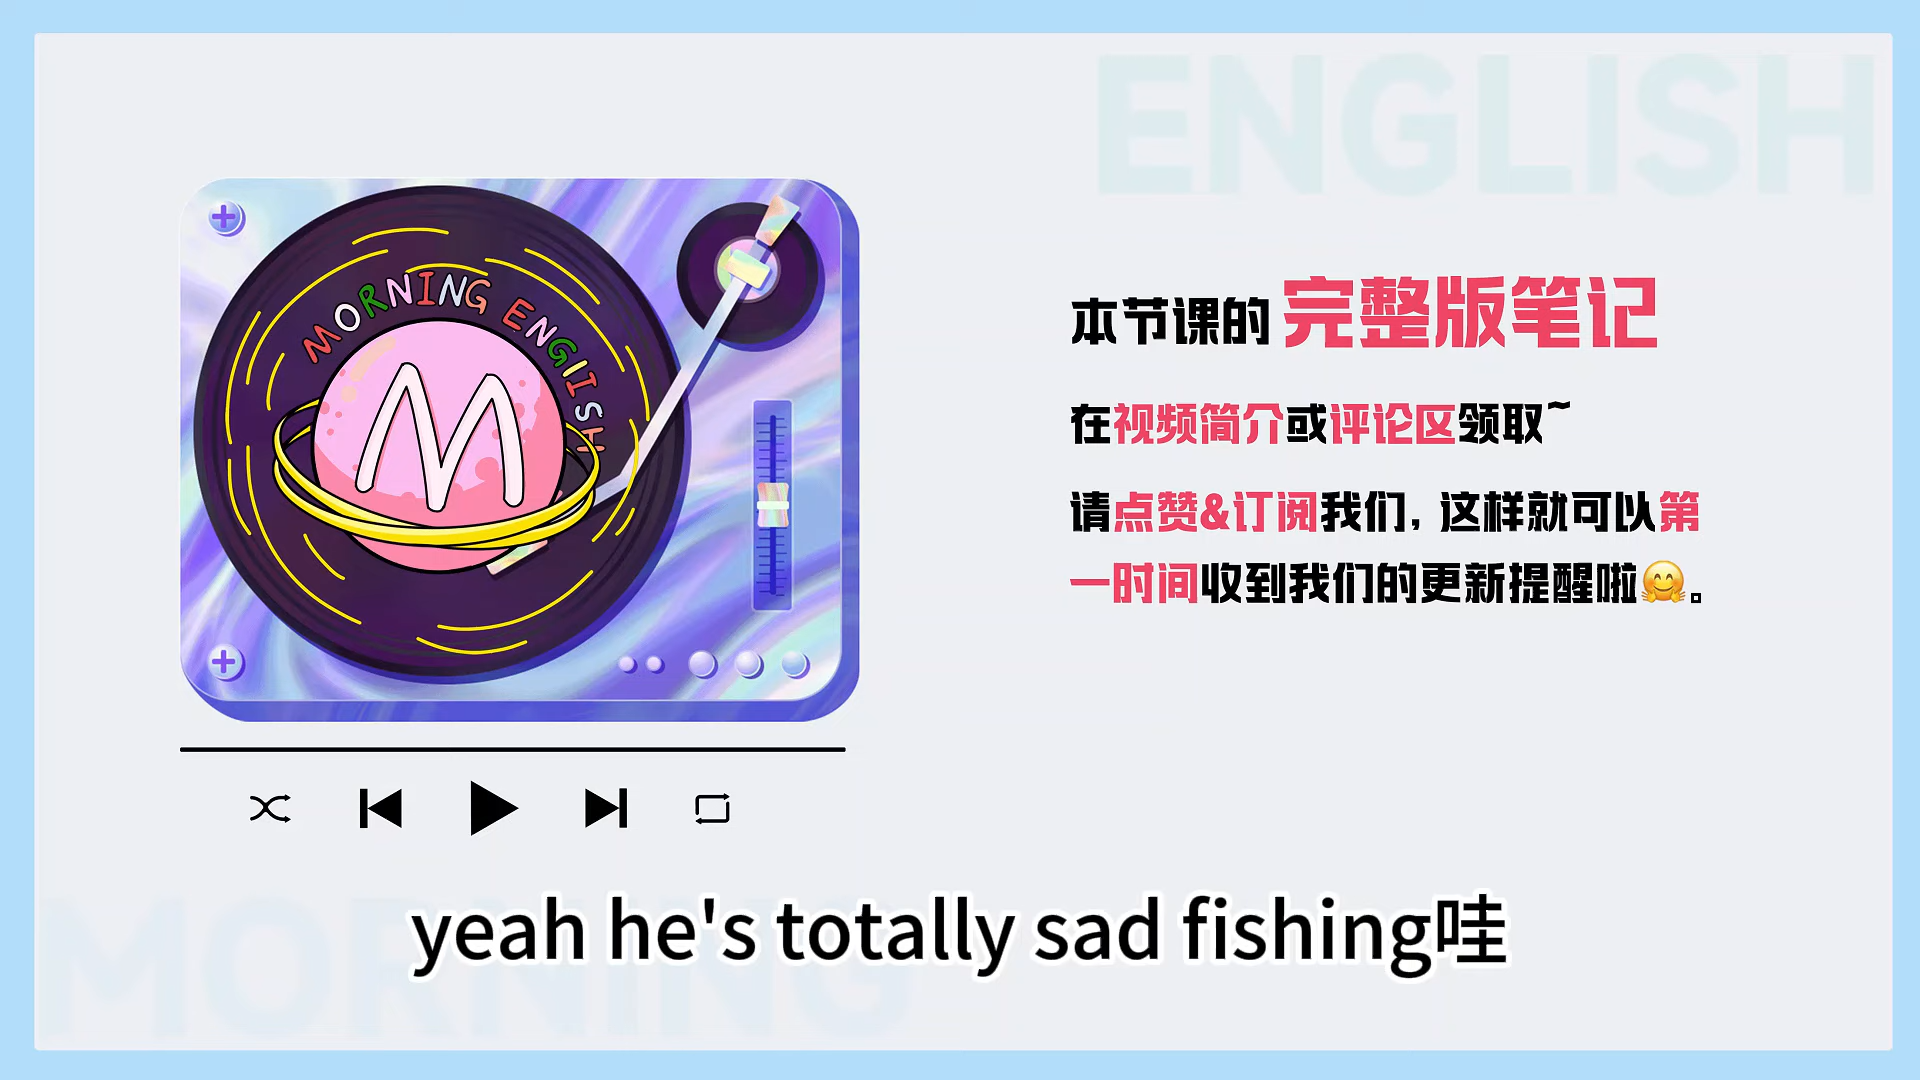 ENGLISH
MORNING ENGLISH
M
本节课的 完整版笔记
在视频简介或评论区领取~
请点赞&订阅我们，这样就可以第
一时间收到我们的更新提醒啦🤗。
MORNING
yeah he's totally sad fishing哇